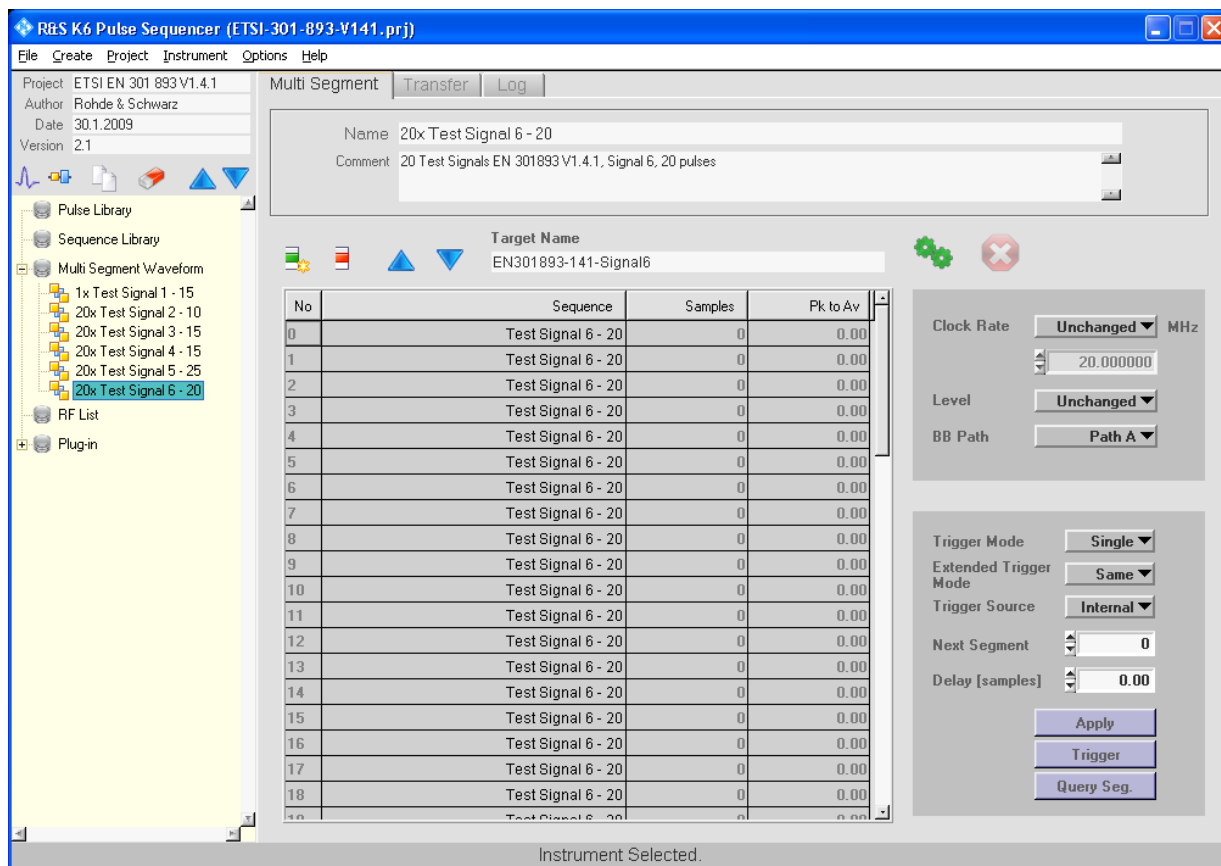 R&S K6 Pulse Sequencer (ETSI-301-893-V141.prj)
File Create Project Instrument Options Help
Project ETSI EN 301 893 V1.4.1
Author Rohde & Schwarz
Date 30.1.2009
Version 2.1
Pulse Library
Sequence Library
Multi Segment Waveform
1x Test Signal 1 - 15
20x Test Signal 2 - 10
20x Test Signal 3 - 15
20x Test Signal 4 - 15
20x Test Signal 5 - 25
20x Test Signal 6 - 20
RF List
Plug-in
Multi Segment Transfer Log
Name 20x Test Signal 6 - 20
Comment 20 Test Signals EN 301893 V1.4.1, Signal 6, 20 pulses
Target Name
EN301893-141-Signal6
No Sequence Samples Pk to Av
0 Test Signal 6 - 20 0 0.00
1 Test Signal 6 - 20 0 0.00
2 Test Signal 6 - 20 0 0.00
3 Test Signal 6 - 20 0 0.00
4 Test Signal 6 - 20 0 0.00
5 Test Signal 6 - 20 0 0.00
6 Test Signal 6 - 20 0 0.00
7 Test Signal 6 - 20 0 0.00
8 Test Signal 6 - 20 0 0.00
9 Test Signal 6 - 20 0 0.00
10 Test Signal 6 - 20 0 0.00
11 Test Signal 6 - 20 0 0.00
12 Test Signal 6 - 20 0 0.00
13 Test Signal 6 - 20 0 0.00
14 Test Signal 6 - 20 0 0.00
15 Test Signal 6 - 20 0 0.00
16 Test Signal 6 - 20 0 0.00
17 Test Signal 6 - 20 0 0.00
18 Test Signal 6 - 20 0 0.00
19 Test Signal 6 - 20 0 0.00
Clock Rate Unchanged MHz
20.000000
Level Unchanged
BB Path Path A
Trigger Mode Single
Extended Trigger Mode Same
Trigger Source Internal
Next Segment 0
Delay [samples] 0.00
Apply
Trigger
Query Seg.
Instrument Selected.